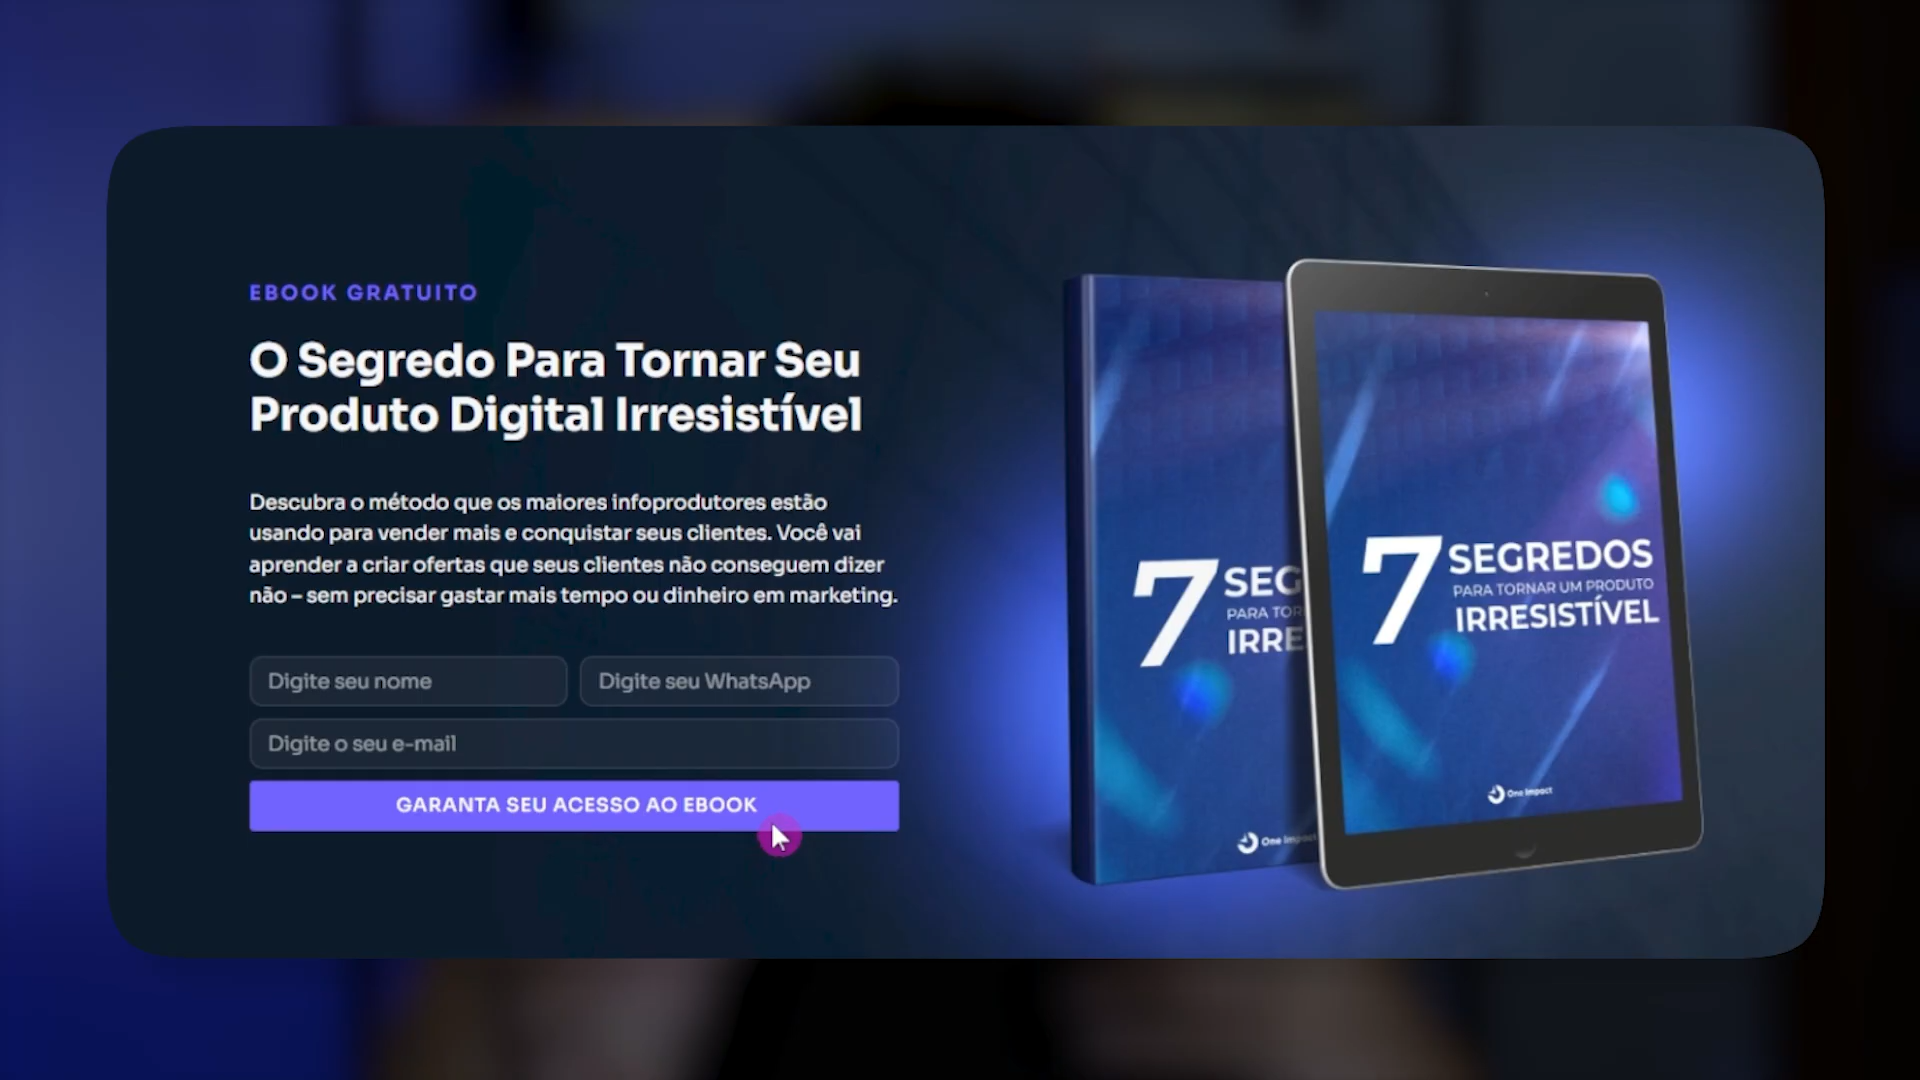 EBOOK GRATUITO
O Segredo Para Tornar Seu
Produto Digital Irresistível
Descubra o método que os maiores infoprodutores estão
usando para vender mais e conquistar seus clientes. Você vai
aprender a criar ofertas que seus clientes não conseguem dizer
não – sem precisar gastar mais tempo ou dinheiro em marketing.
Digite seu nome
Digite seu WhatsApp
Digite o seu e-mail
GARANTA SEU ACESSO AO EBOOK
7 SEG
PARA TOR
IRRE
One Impact
7 SEGREDOS
PARA TORNAR UM PRODUTO
IRRESISTÍVEL
One Impact